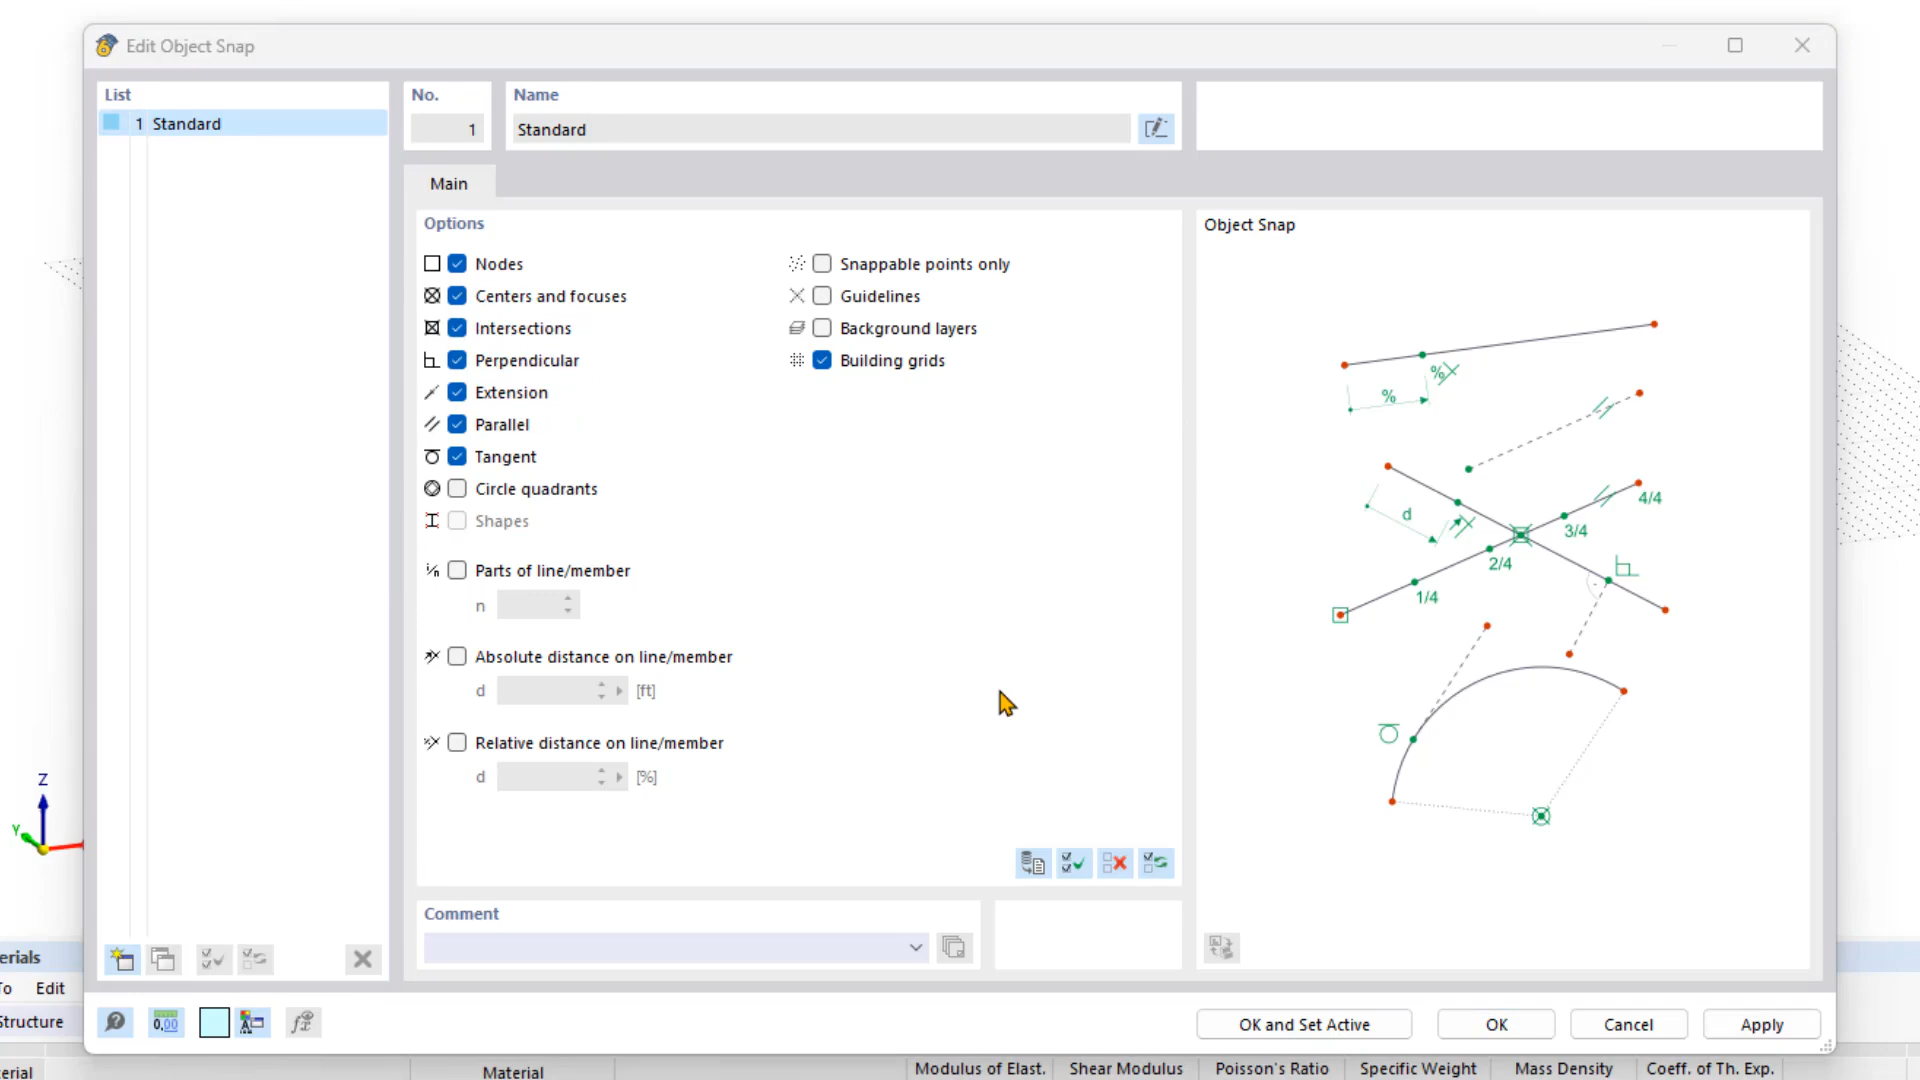 Edit Object Snap
List
No.
Name
1 Standard
1
Standard
Main
Options
Object Snap
Nodes
Snappable points only
Centers and focuses
Guidelines
Intersections
Background layers
Perpendicular
Building grids
Extension
Parallel
Tangent
Circle quadrants
Shapes
Parts of line/member
n
Absolute distance on line/member
d [ft]
Relative distance on line/member
d [%]
%
%
d
4/4
3/4
2/4
1/4
Z
Y
Comment
erials
To Edit
Structure
0,00
OK and Set Active
OK
Cancel
Apply
erial
Material
Modulus of Elast.
Shear Modulus
Poisson's Ratio
Specific Weight
Mass Density
Coeff. of Th. Exp.